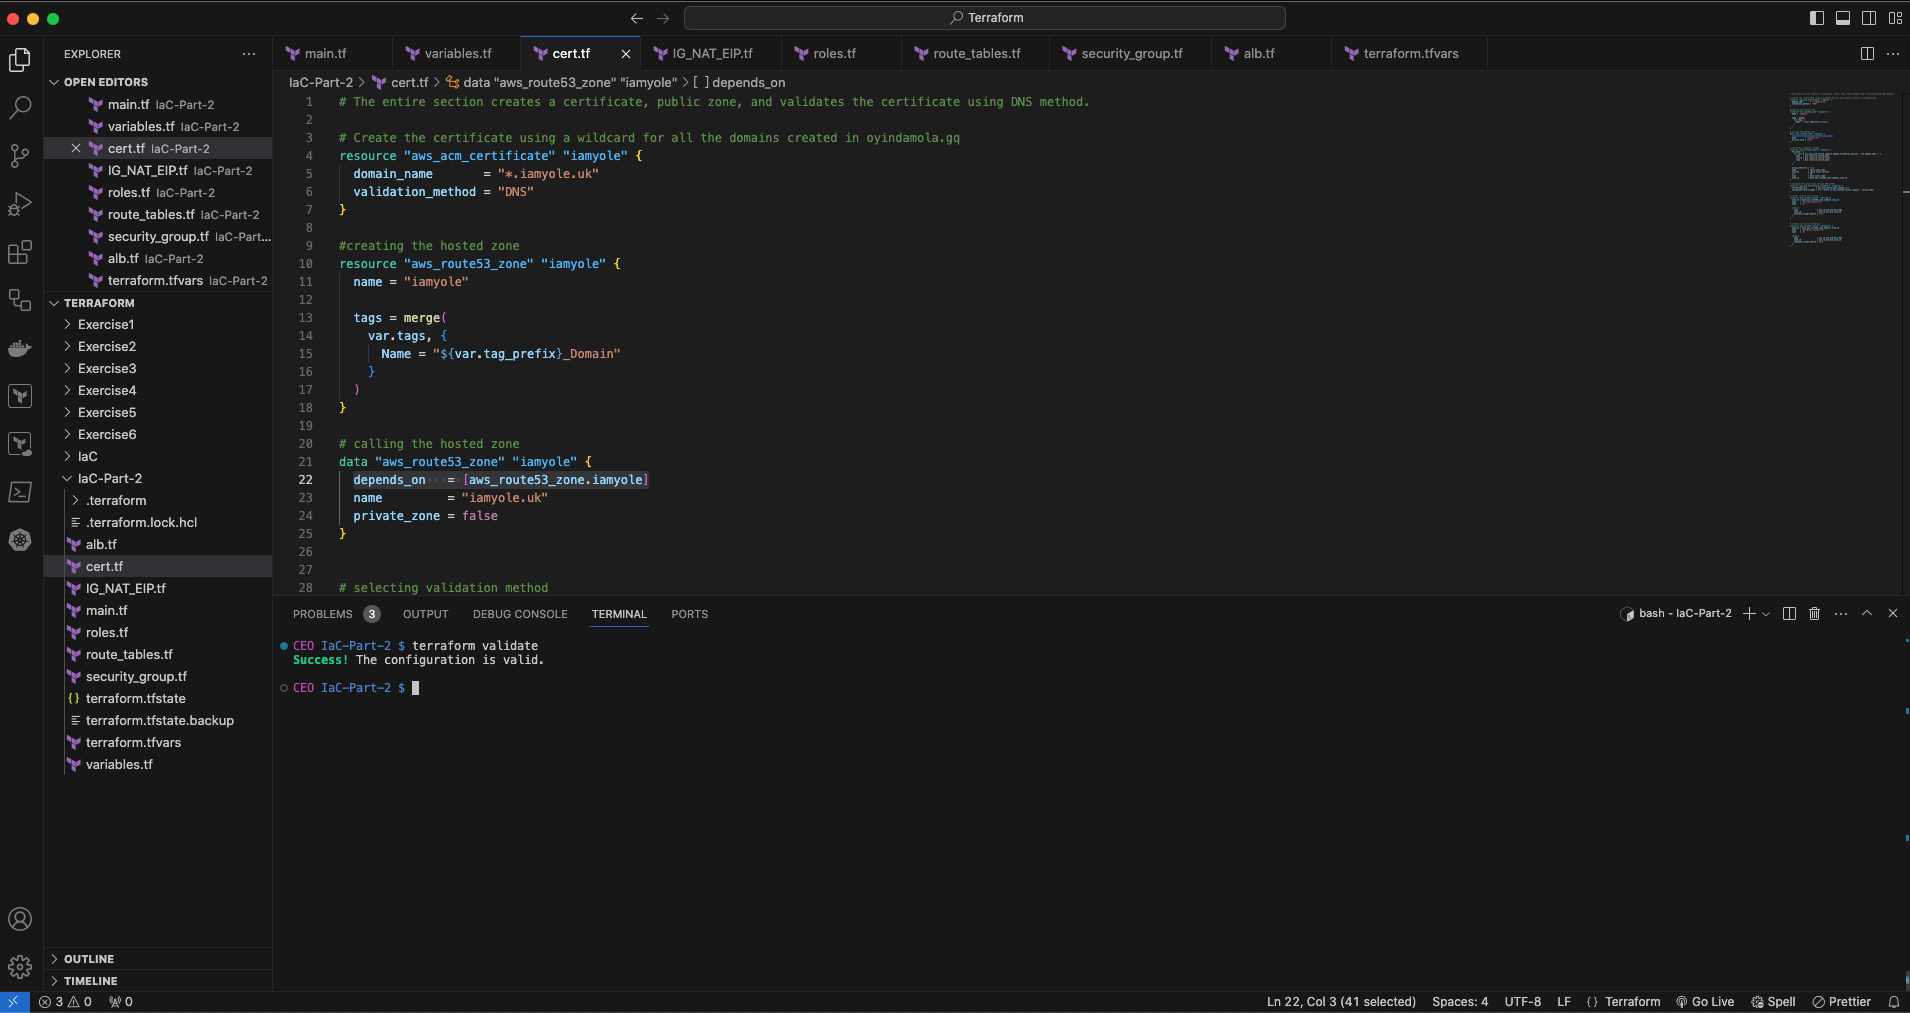 Terraform
EXPLORER
OPEN EDITORS
main.tf IaC-Part-2
variables.tf IaC-Part-2
cert.tf IaC-Part-2
IG_NAT_EIP.tf IaC-Part-2
roles.tf IaC-Part-2
route_tables.tf IaC-Part-2
security_group.tf IaC-Part...
alb.tf IaC-Part-2
terraform.tfvars IaC-Part-2
TERRAFORM
Exercise1
Exercise2
Exercise3
Exercise4
Exercise5
Exercise6
IaC
IaC-Part-2
.terraform
.terraform.lock.hcl
alb.tf
cert.tf
IG_NAT_EIP.tf
main.tf
roles.tf
route_tables.tf
security_group.tf
terraform.tfstate
terraform.tfstate.backup
terraform.tfvars
variables.tf
OUTLINE
TIMELINE
main.tf variables.tf cert.tf IG_NAT_EIP.tf roles.tf route_tables.tf security_group.tf alb.tf terraform.tfvars
IaC-Part-2 > cert.tf > data "aws_route53_zone" "iamyole" > [ ] depends_on
1 # The entire section creates a certificate, public zone, and validates the certificate using DNS method.
2
3 # Create the certificate using a wildcard for all the domains created in oyindamola.gq
4 resource "aws_acm_certificate" "iamyole" {
5 domain_name = "*.iamyole.uk"
6 validation_method = "DNS"
7 }
8
9 #creating the hosted zone
10 resource "aws_route53_zone" "iamyole" {
11 name = "iamyole"
12
13 tags = merge(
14 var.tags, {
15 Name = "${var.tag_prefix}_Domain"
16 }
17 )
18 }
19
20 # calling the hosted zone
21 data "aws_route53_zone" "iamyole" {
22 depends_on ··· = [aws_route53_zone.iamyole]
23 name = "iamyole.uk"
24 private_zone = false
25 }
26
27
28 # selecting validation method
PROBLEMS 3 OUTPUT DEBUG CONSOLE TERMINAL PORTS
bash - IaC-Part-2
CEO IaC-Part-2 $ terraform validate
Success! The configuration is valid.
CEO IaC-Part-2 $
3 0 0
Ln 22, Col 3 (41 selected) Spaces: 4 UTF-8 LF {} Terraform Go Live Spell Prettier